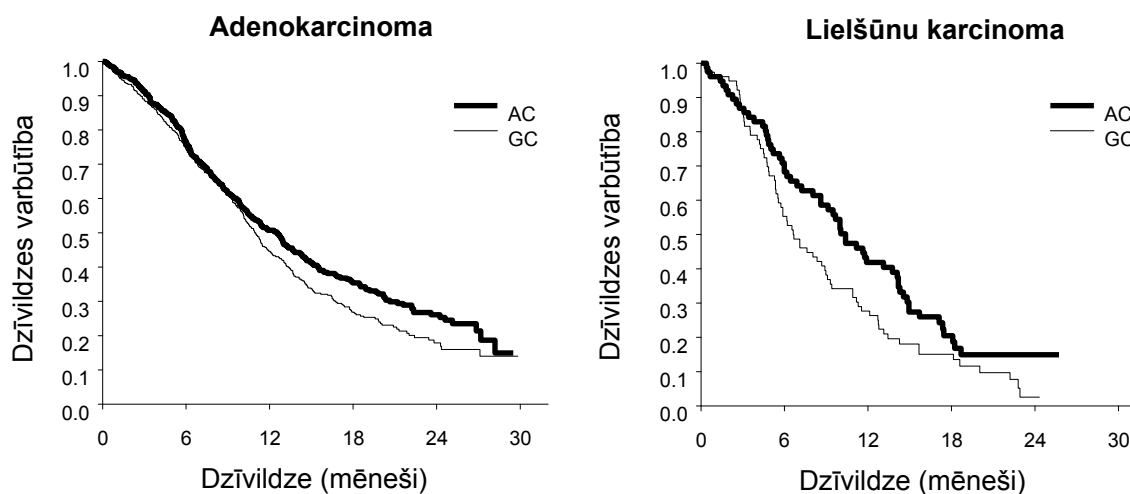 Adenokarcinoma
Dzīvildzes varbūtība
1.0
0.9
0.8
0.7
0.6
0.5
0.4
0.3
0.2
0.1
0.0
AC
GC
0 6 12 18 24 30
Dzīvildze (mēneši)
Lielšūnu karcinoma
Dzīvildzes varbūtība
1.0
0.9
0.8
0.7
0.6
0.5
0.4
0.3
0.2
0.1
0.0
AC
GC
0 6 12 18 24 30
Dzīvildze (mēneši)